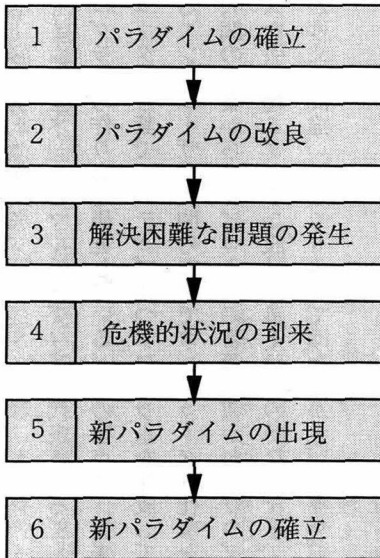 1 パラダイムの確立
2 パラダイムの改良
3 解決困難な問題の発生
4 危機的状況の到来
5 新パラダイムの出現
6 新パラダイムの確立